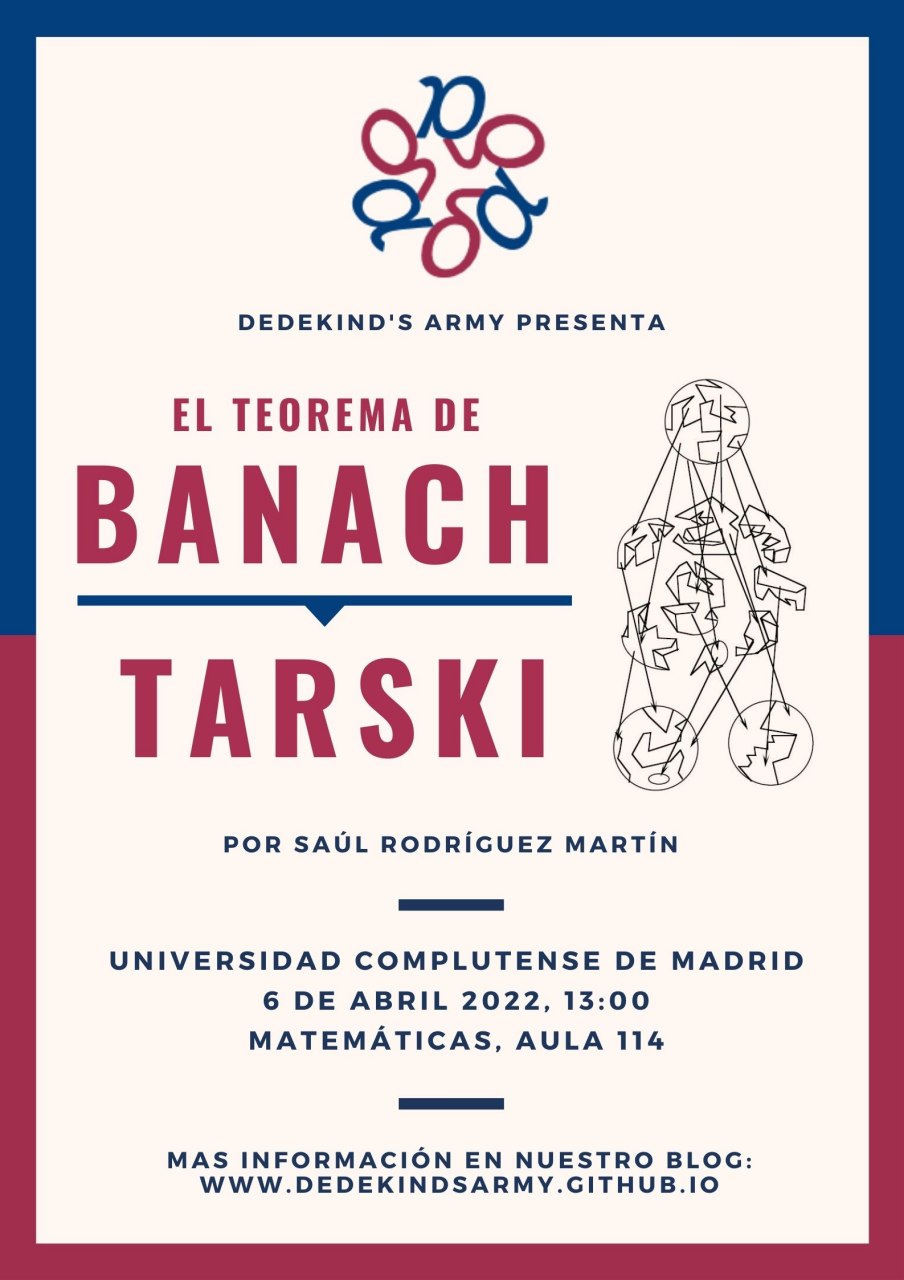 DEDEKIND'S ARMY PRESENTA
EL TEOREMA DE
BANACH
TARSKI
POR SAÚL RODRÍGUEZ MARTÍN
UNIVERSIDAD COMPLUTENSE DE MADRID
6 DE ABRIL 2022, 13:00
MATEMÁTICAS, AULA 114
MAS INFORMACIÓN EN NUESTRO BLOG:
WWW.DEDEKINDSARMY.GITHUB.IO